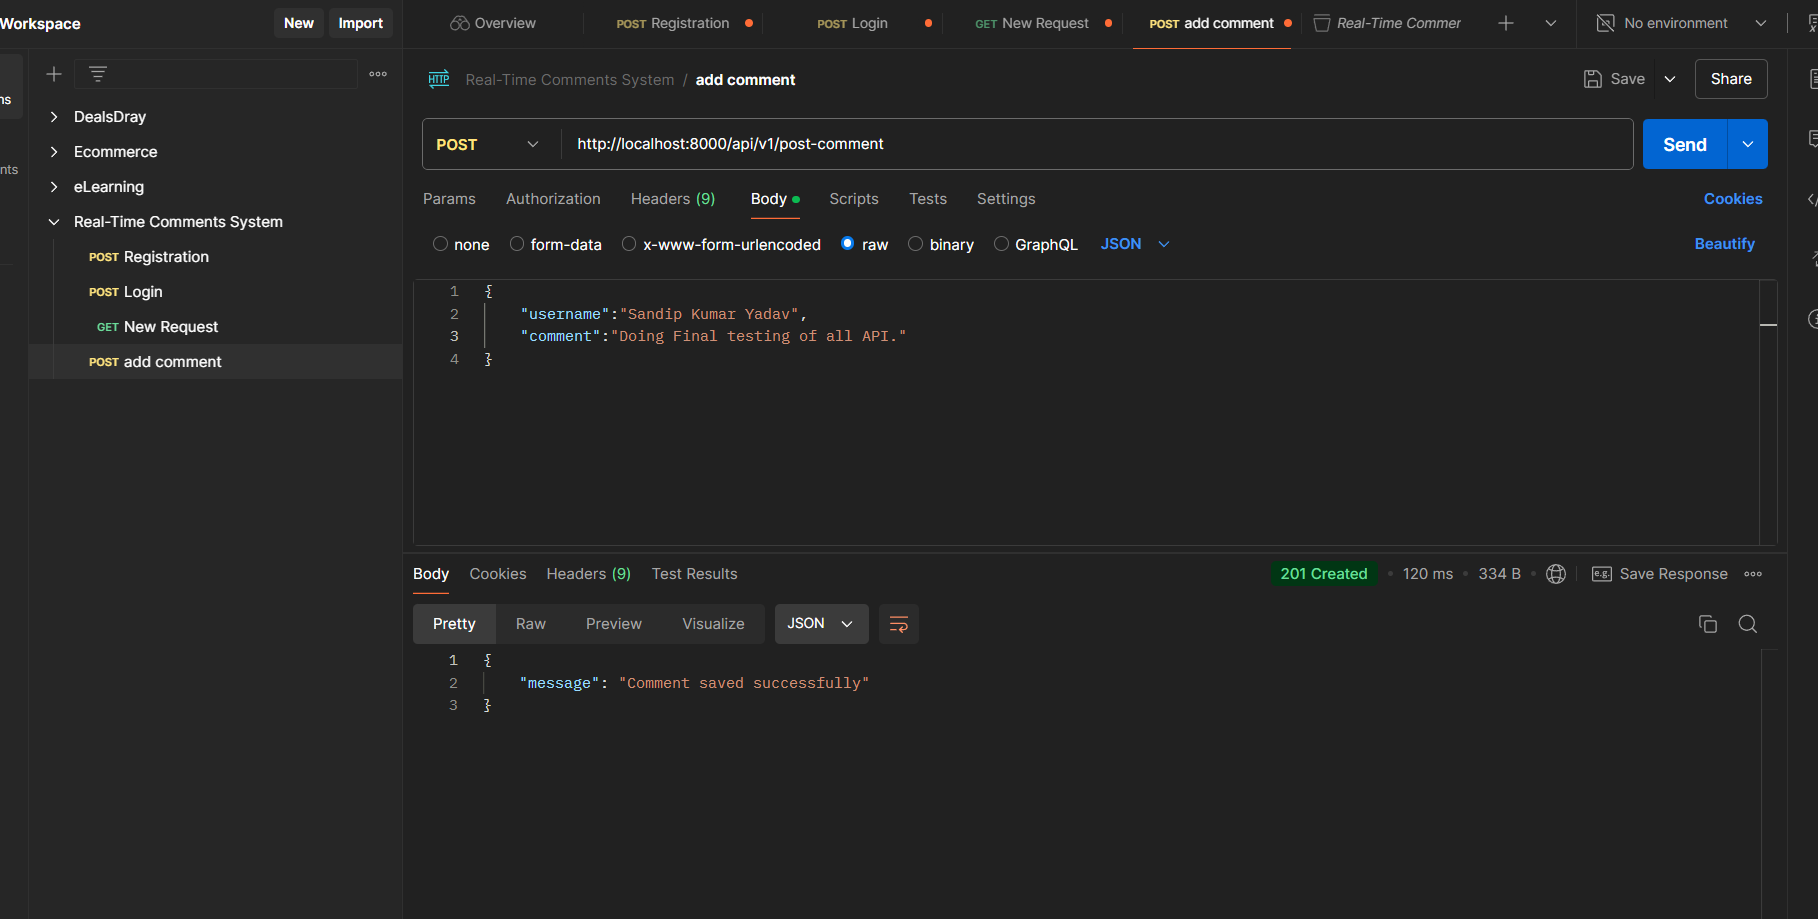 Workspace
New
Import
Overview
POST Registration
POST Login
GET New Request
POST add comment
Real-Time Commer
No environment
Real-Time Comments System / add comment
Save
Share
ns
nts
DealsDray
Ecommerce
eLearning
Real-Time Comments System
POST Registration
POST Login
GET New Request
POST add comment
HTTP
POST
http://localhost:8000/api/v1/post-comment
Send
Params
Authorization
Headers (9)
Body
Scripts
Tests
Settings
Cookies
none
form-data
x-www-form-urlencoded
raw
binary
GraphQL
JSON
Beautify
1 {
2 "username":"Sandip Kumar Yadav",
3 "comment":"Doing Final testing of all API."
4 }
Body
Cookies
Headers (9)
Test Results
201 Created
120 ms
334 B
e.g.
Save Response
Pretty
Raw
Preview
Visualize
JSON
1 {
2 "message": "Comment saved successfully"
3 }